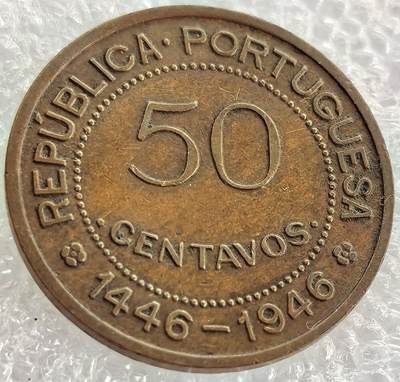 REPÚBLICA · PORTUGUESA
50
· CENTAVOS ·
1446-1946